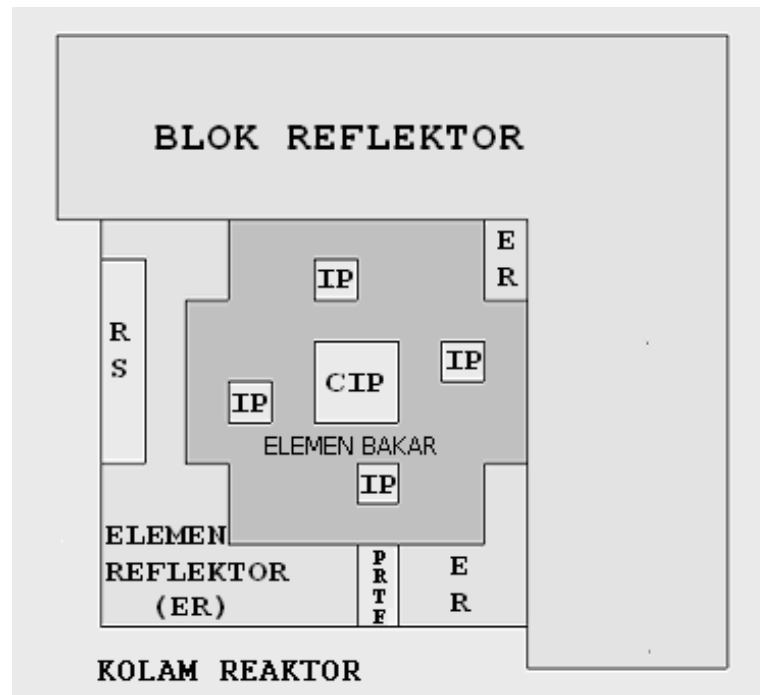 BLOK REFLEKTOR
E
R
IP
R
S
IP
CIP
IP
ELEMEN BAKAR
IP
ELEMEN
REFLEKTOR
(ER)
P
R
T
F
E
R
KOLAM REAKTOR